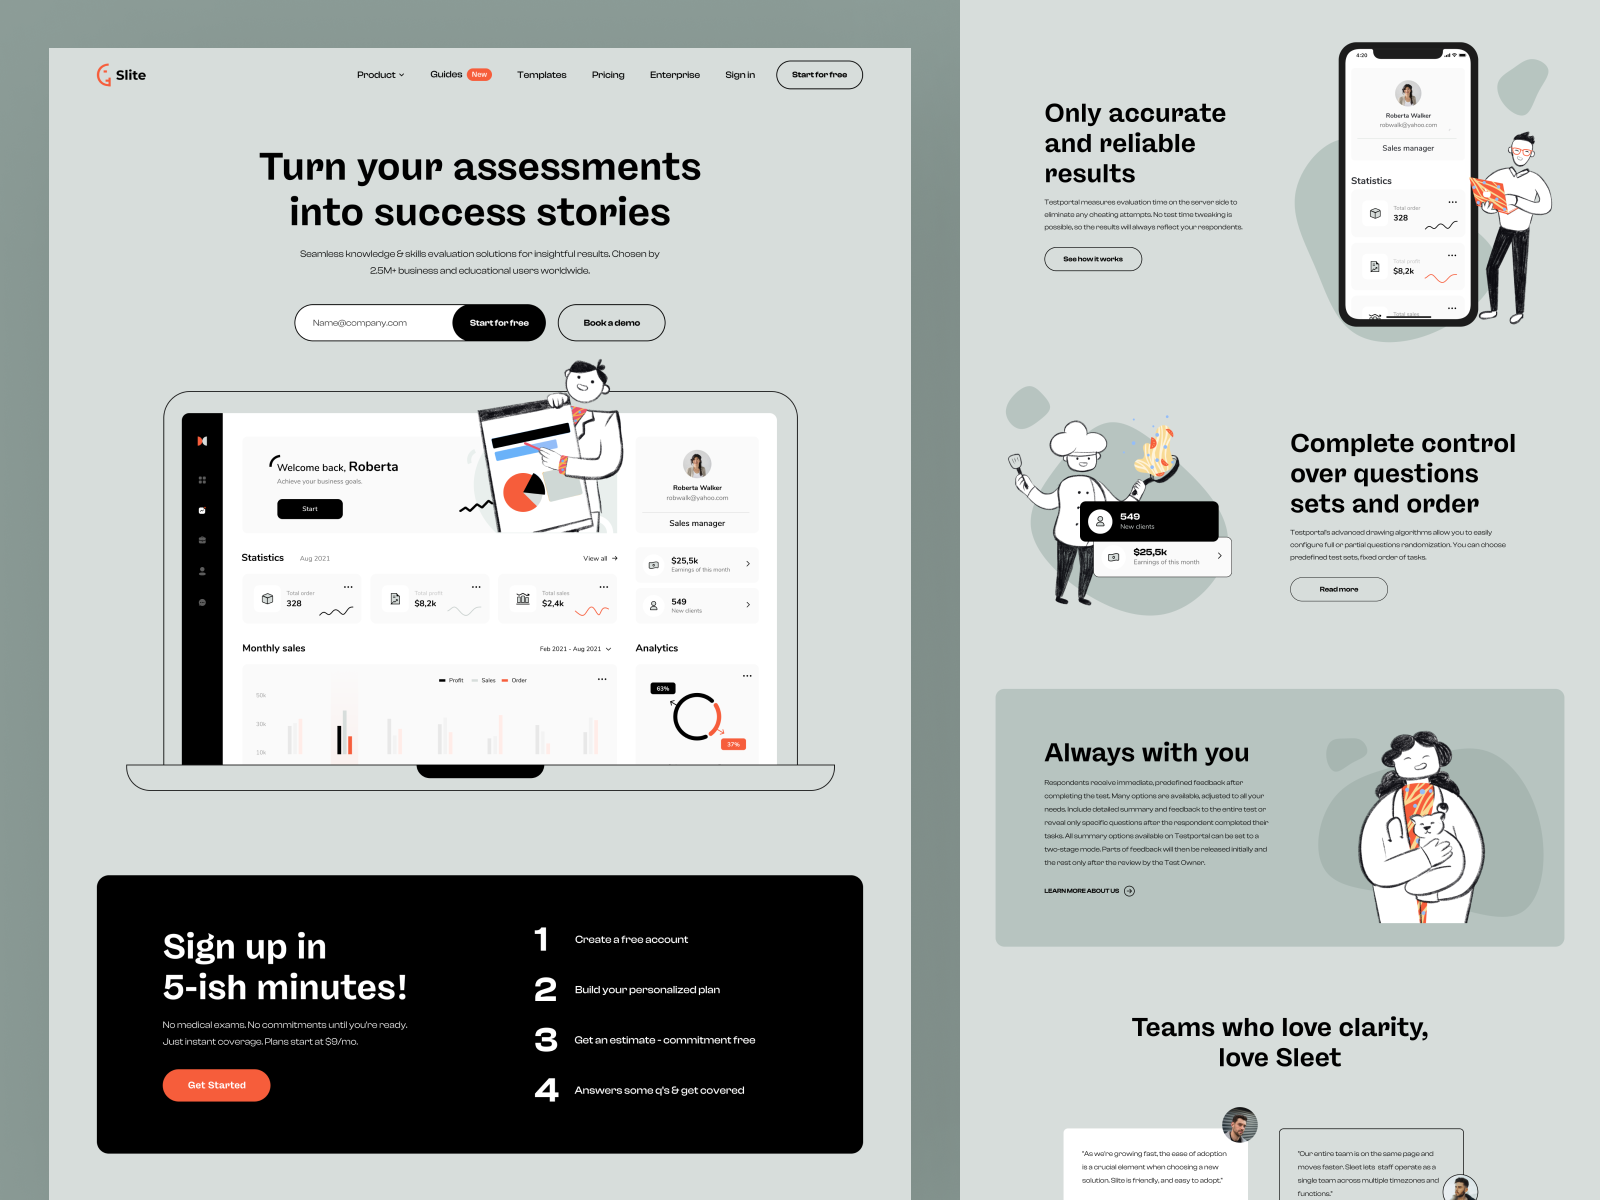 Slite
Product
Guides New
Templates
Pricing
Enterprise
Sign in
Start for free
Turn your assessments
into success stories
Seamless knowledge & skills evaluation solutions for insightful results. Chosen by
2.5M+ business and educational users worldwide.
Name@company.com
Start for free
Book a demo
Welcome back, Roberta
Achieve your business goals.
Start
Roberta Walker
robwalk@yahoo.com
Sales manager
Statistics Aug 2021
View all
Total order
328
Total profit
$8,2k
Total sales
$2,4k
$25,5k
Earnings of this month
549
New clients
Monthly sales
Feb 2021 - Aug 2021
Profit Sales Order
50k
30k
10k
Analytics
63%
37%
Sign up in
5-ish minutes!
No medical exams. No commitments until you're ready.
Just instant coverage. Plans start at $9/mo.
Get Started
1 Create a free account
2 Build your personalized plan
3 Get an estimate - commitment free
4 Answers some q's & get covered
Only accurate
and reliable
results
Testportal measures evaluation time on the server side to
eliminate any cheating attempts. No test time tweaking is
possible, so the results will always reflect your respondents.
See how it works
4:20
Roberta Walker
robwalk@yahoo.com
Sales manager
Statistics
Total order
328
Total profit
$8,2k
Total sales
549
New clients
$25,5k
Earnings of this month
Complete control
over questions
sets and order
Testportal's advanced drawing algorithms allow you to easily
configure full or partial questions randomization. You can choose
predefined test sets, fixed order of tasks.
Read more
Always with you
Respondents receive immediate, predefined feedback after
completing the test. Many options are available, adjusted to all your
needs. Include detailed summary and feedback to the entire test or
reveal only specific questions after the respondent completed their
tasks. All summary options available on Testportal can be set to a
two-stage mode. Parts of feedback will then be released initially and
the rest only after the review by the Test Owner.
LEARN MORE ABOUT US
Teams who love clarity,
love Sleet
"As we're growing fast, the ease of adoption
is a crucial element when choosing a new
solution. Slite is friendly, and easy to adopt."
"Our entire team is on the same page and
moves faster. Sleet lets staff operate as a
single team across multiple timezones and
functions."